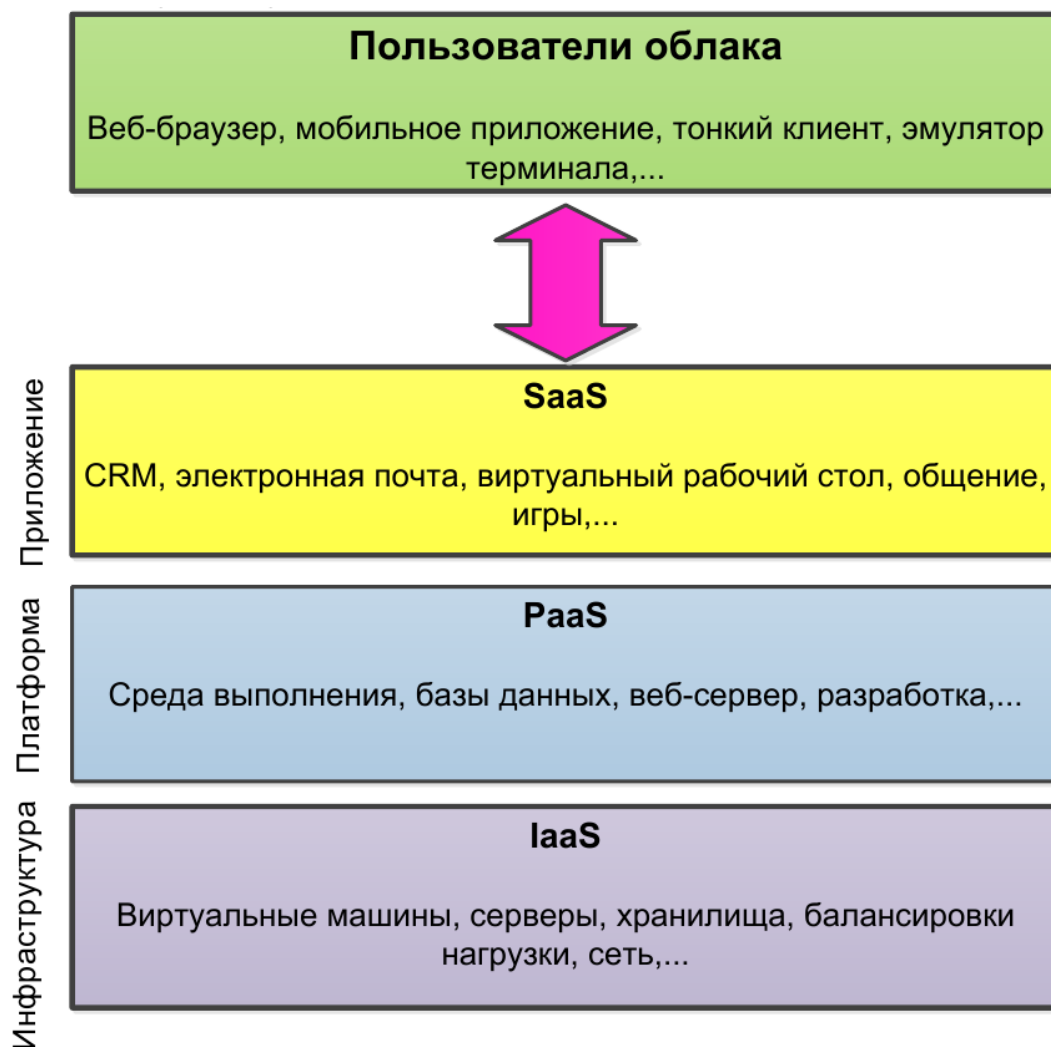 Пользователи облака
Веб-браузер, мобильное приложение, тонкий клиент, эмулятор
терминала,...
Приложение
SaaS
CRM, электронная почта, виртуальный рабочий стол, общение,
игры,...
Платформа
PaaS
Среда выполнения, базы данных, веб-сервер, разработка,...
Инфраструктура
IaaS
Виртуальные машины, серверы, хранилища, балансировки
нагрузки, сеть,...